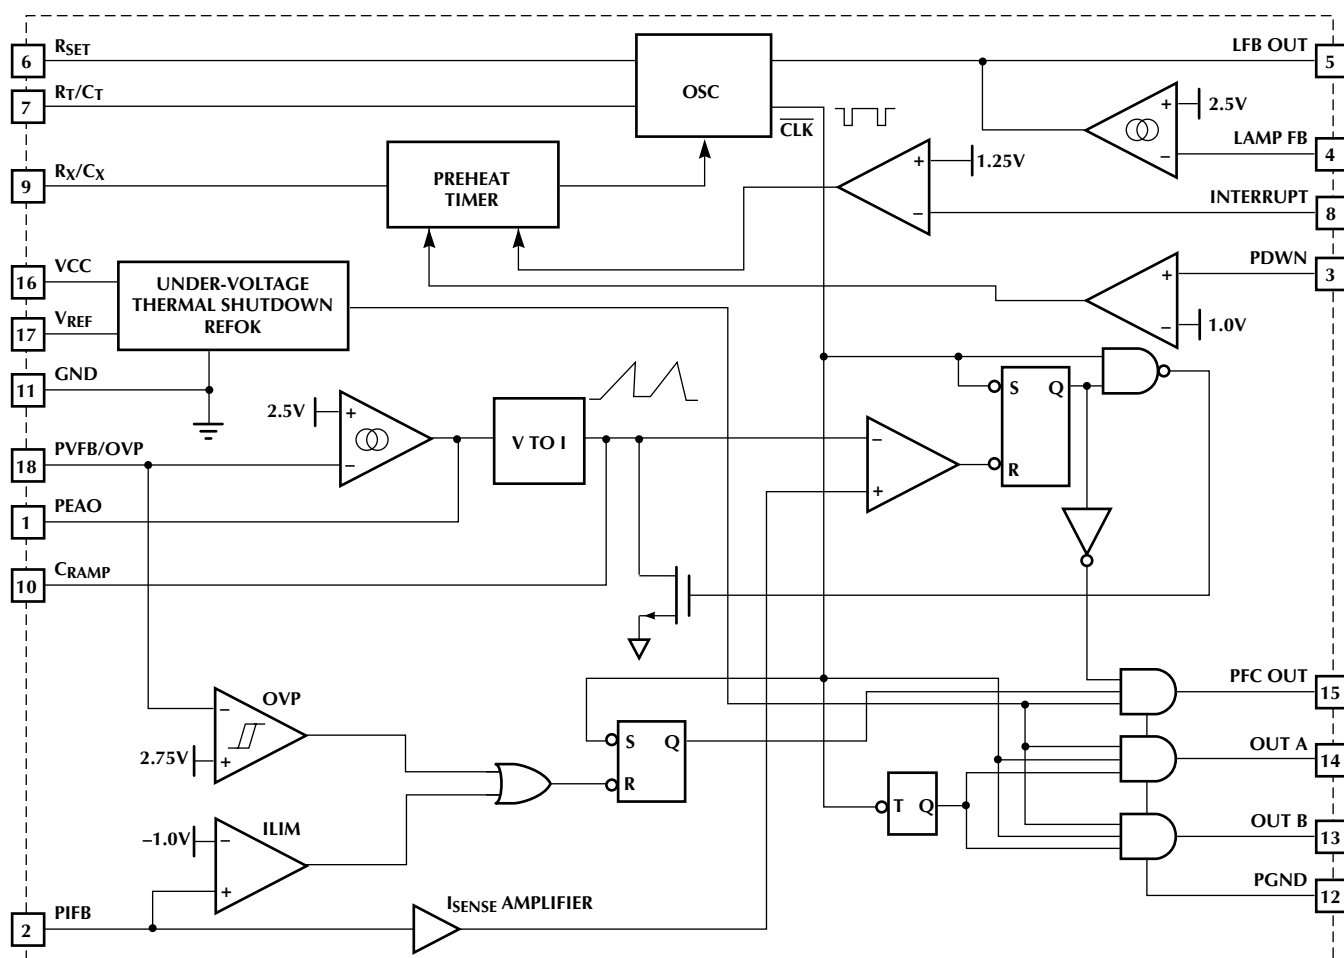 6 RSET
7 RT/CT
9 RX/CX
16 VCC
17 VREF
11 GND
18 PVFB/OVP
1 PEAO
10 CRAMP
2 PIFB
OSC
CLK
PREHEAT
TIMER
UNDER-VOLTAGE
THERMAL SHUTDOWN
REFOK
2.5V
+
−
V TO I
LFB OUT 5
+ 2.5V
−
LAMP FB 4
+ 1.25V
−
INTERRUPT 8
PDWN 3
+
− 1.0V
−
+
S Q
R
OVP
−
2.75V +
ILIM
−1.0V −
+
ISENSE AMPLIFIER
S Q
R
T Q
PFC OUT 15
OUT A 14
OUT B 13
PGND 12